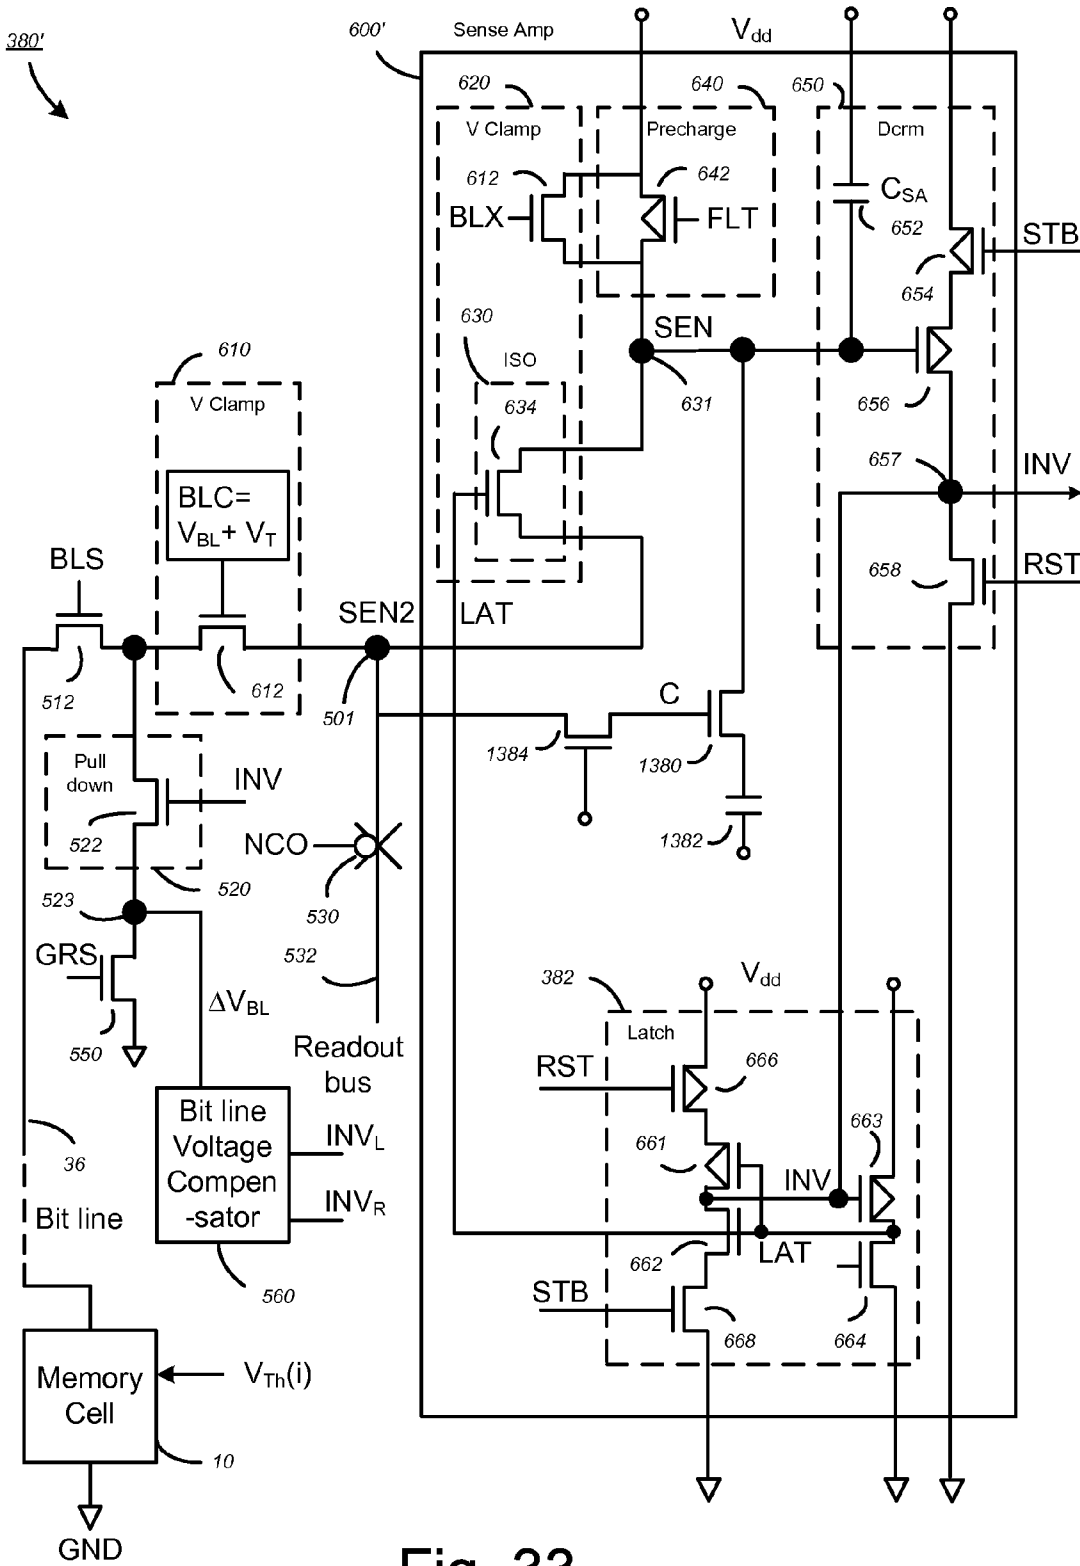 380'
600'
Sense Amp
Vdd
620
640
650
V Clamp
Precharge
Dcrm
612
642
BLX
FLT
CSA
652
STB
654
610
630
SEN
ISO
634
631
656
V Clamp
657
INV
BLC=
VBL+ VT
BLS
658
RST
SEN2
LAT
512
612
501
C
1384
1380
Pull
down
INV
522
NCO
1382
520
523
530
GRS
532
382
Vdd
ΔVBL
550
Latch
Readout
bus
RST
666
Bit line
Voltage
Compen
-sator
INVL
INVR
661
663
36
INV
Bit line
662
LAT
560
STB
668
664
Memory
Cell
VTh(i)
10
GND
Fig. 33